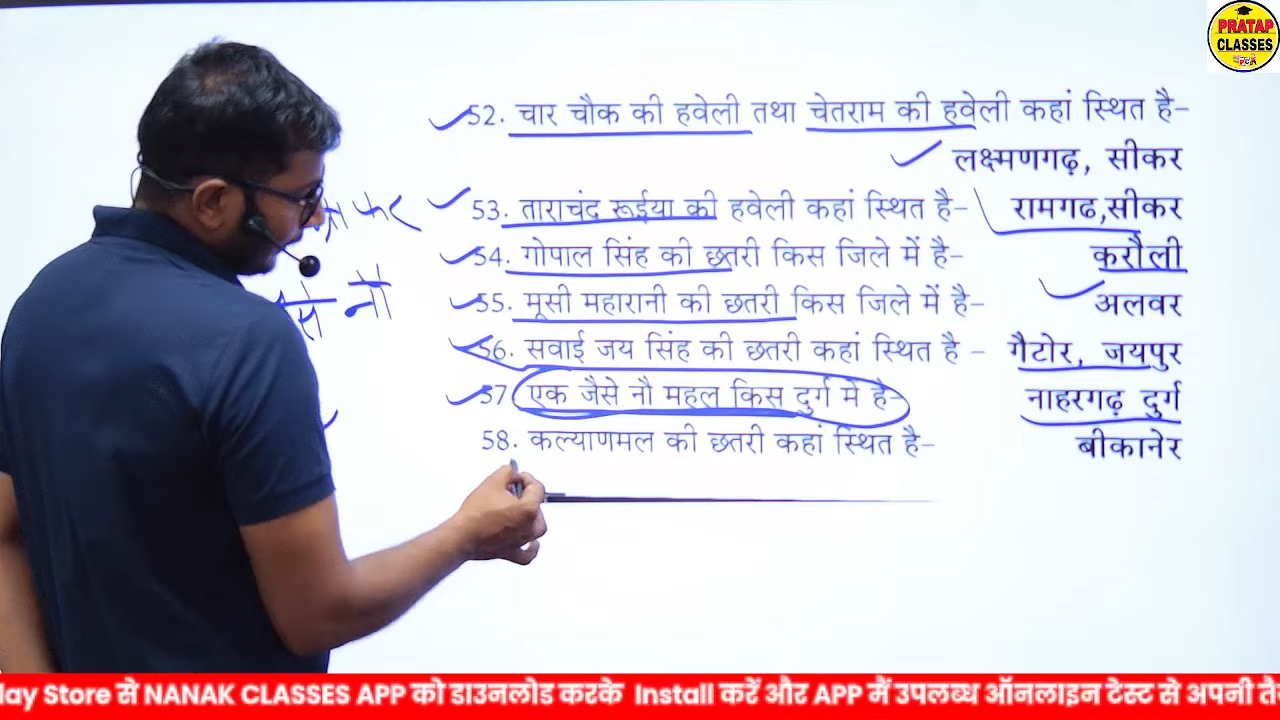 PRATAP
CLASSES
52. चार चौक की हवेली तथा चेतराम की हवेली कहां स्थित है-
लक्ष्मणगढ़, सीकर
53. ताराचंद रूईया की हवेली कहां स्थित है- रामगढ,सीकर
54. गोपाल सिंह की छतरी किस जिले में है- करौली
55. मूसी महारानी की छतरी किस जिले में है- अलवर
56. सवाई जय सिंह की छतरी कहां स्थित है - गैटोर, जयपुर
57 एक जैसे नौ महल किस दुर्ग में है- नाहरगढ़ दुर्ग
58. कल्याणमल की छतरी कहां स्थित है- बीकानेर
नौ
lay Store से NANAK CLASSES APP को डाउनलोड करके Install करें और APP मैं उपलब्ध ऑनलाइन टेस्ट से अपनी